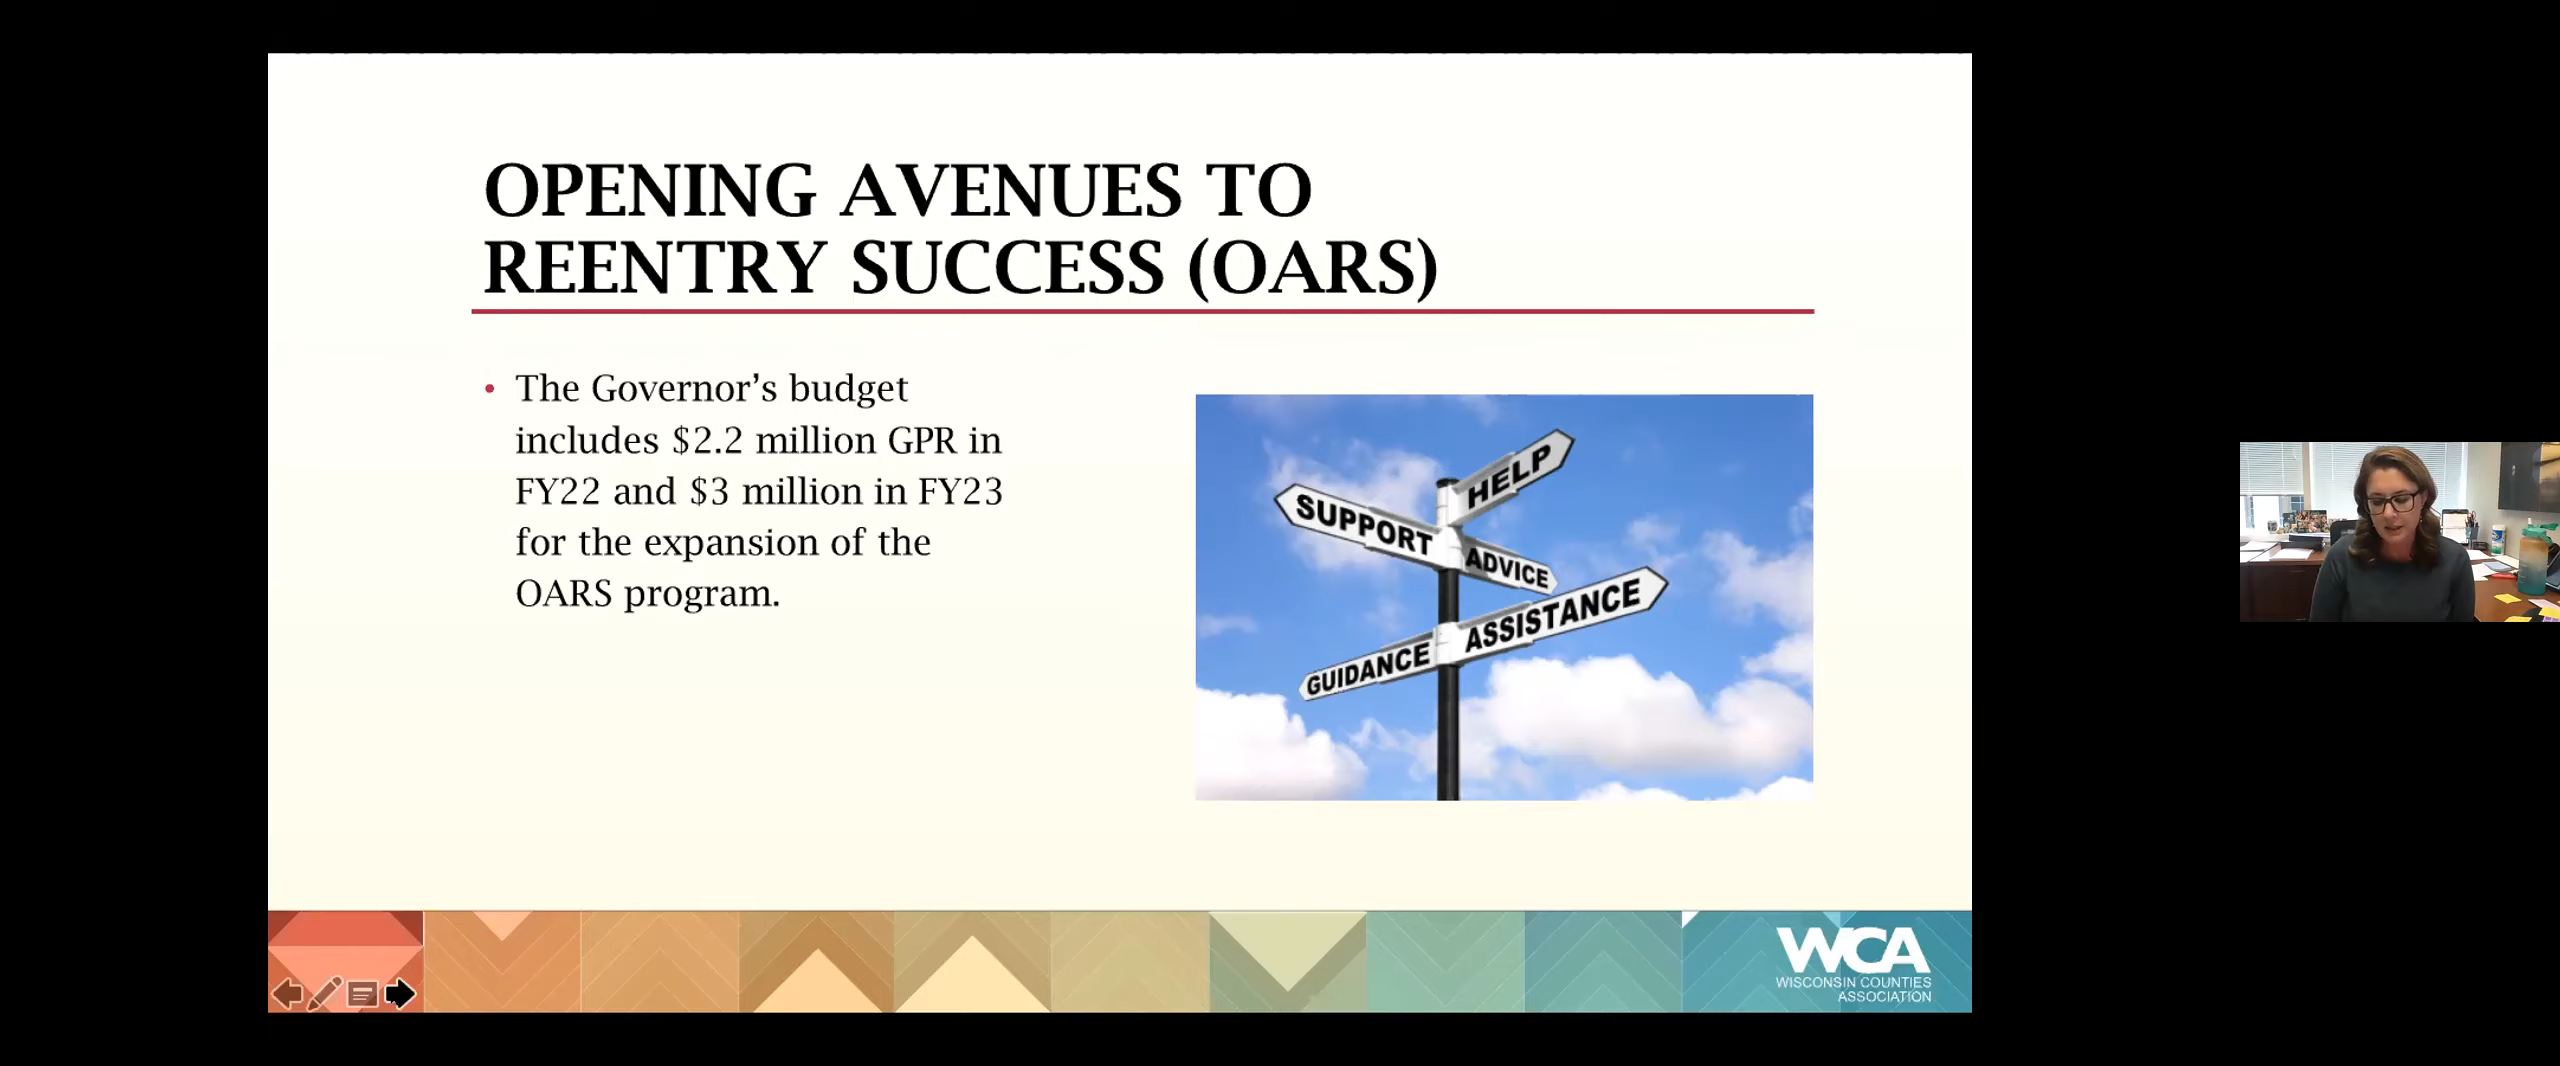 OPENING AVENUES TO
REENTRY SUCCESS (OARS)
• The Governor’s budget
includes $2.2 million GPR in
FY22 and $3 million in FY23
for the expansion of the
OARS program.
HELP
SUPPORT
ADVICE
ASSISTANCE
GUIDANCE
WCA
WISCONSIN COUNTIES
ASSOCIATION